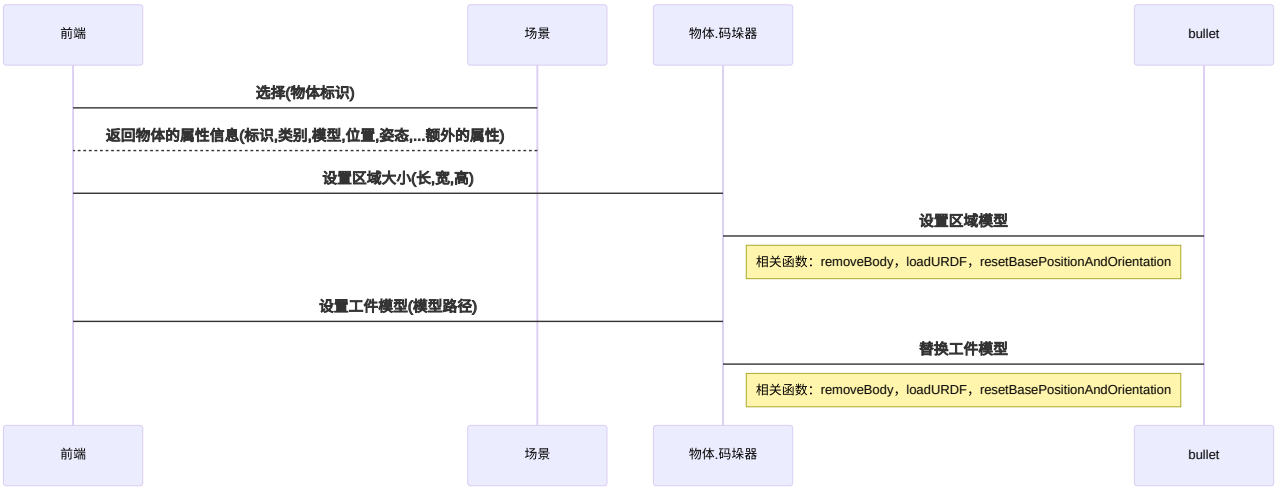 前端
场景
物体.码垛器
bullet
选择(物体标识)
返回物体的属性信息(标识,类别,模型,位置,姿态,...额外的属性)
设置区域大小(长,宽,高)
设置区域模型
相关函数：removeBody，loadURDF，resetBasePositionAndOrientation
设置工件模型(模型路径)
替换工件模型
相关函数：removeBody，loadURDF，resetBasePositionAndOrientation
前端
场景
物体.码垛器
bullet